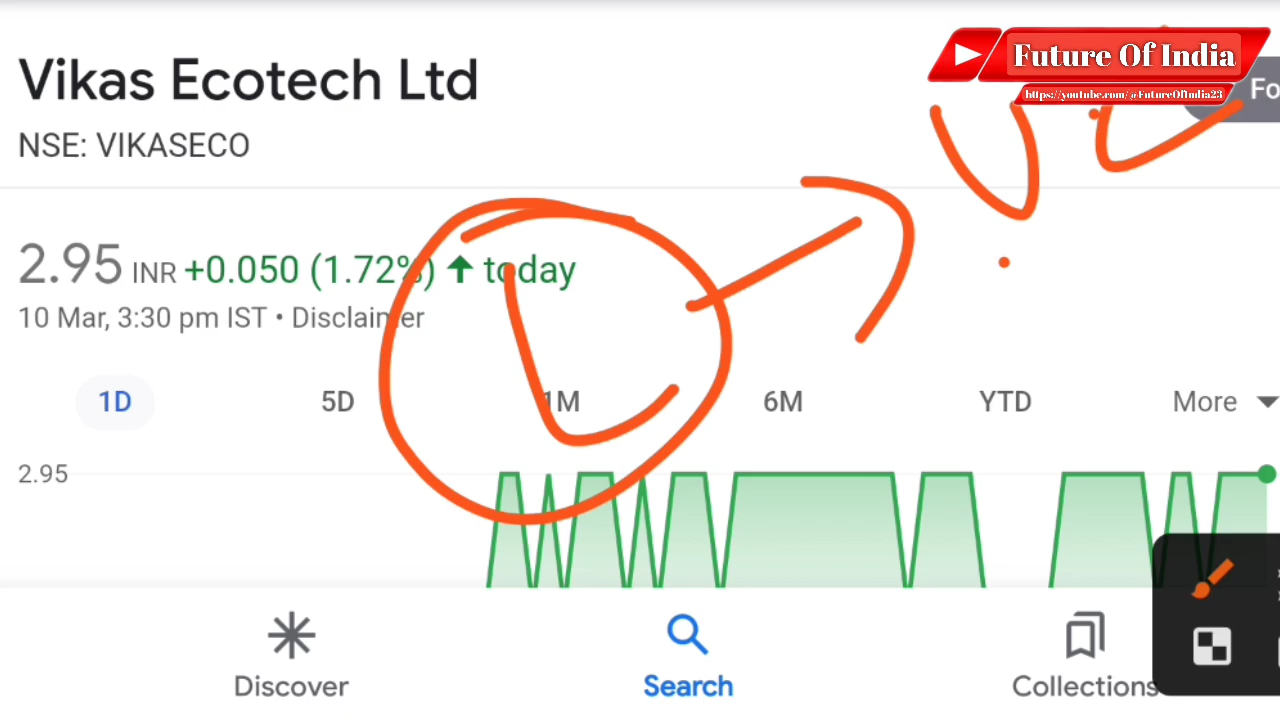 Future Of India
https://youtube.com/@FutureOfIndia23
Vikas Ecotech Ltd
Fo
NSE: VIKASECO
2.95 INR +0.050 (1.72%) ↑ today
10 Mar, 3:30 pm IST • Disclaimer
1D 5D 1M 6M YTD More
2.95
Discover Search Collections